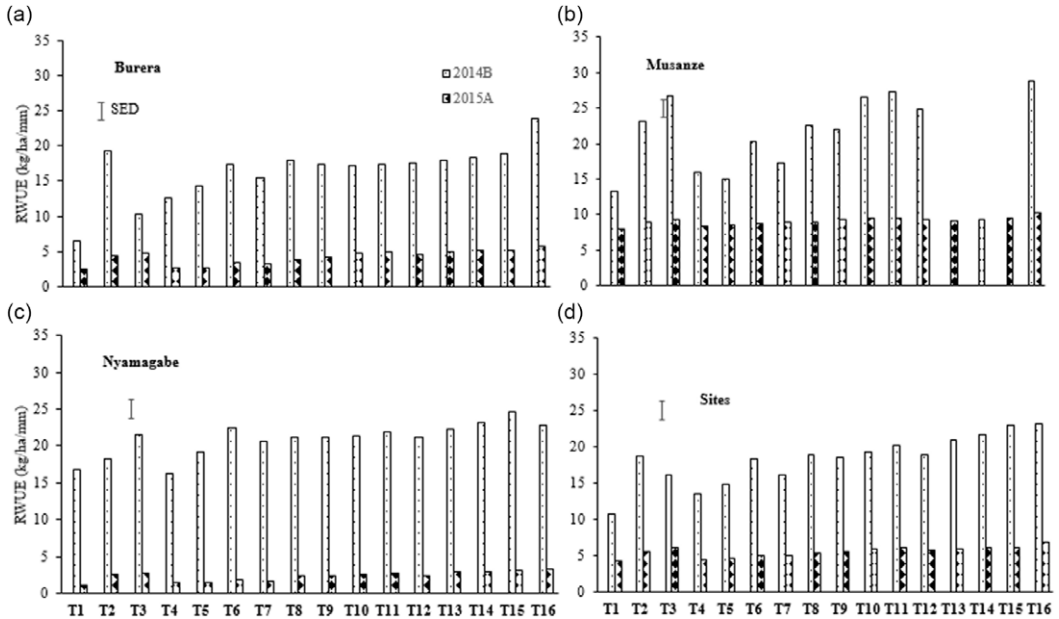 (a)
35
30
25
20
15
10
5
0
RWUE (kg/ha/mm)
Burera
SED
2014B
2015A
(b)
35
30
25
20
15
10
5
0
Musanze
(c)
35
30
25
20
15
10
5
0
RWUE (kg/ha/mm)
Nyamagabe
T1 T2 T3 T4 T5 T6 T7 T8 T9 T10 T11 T12 T13 T14 T15 T16
(d)
35
30
25
20
15
10
5
0
Sites
T1 T2 T3 T4 T5 T6 T7 T8 T9 T10 T11 T12 T13 T14 T15 T16